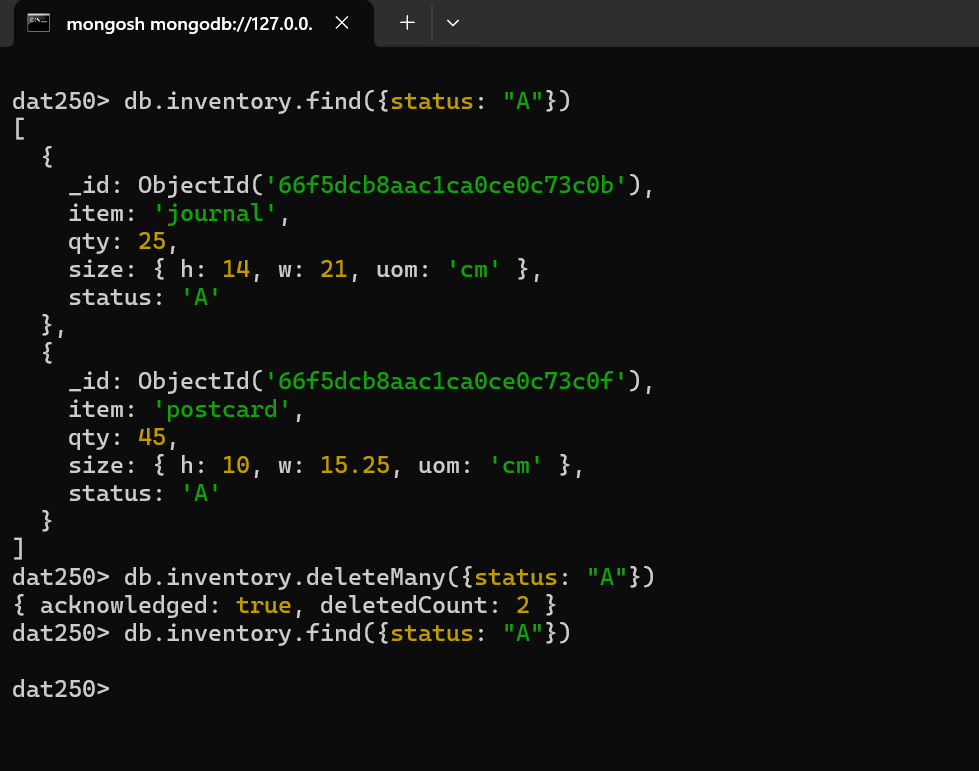 mongosh mongodb://127.0.0.
dat250> db.inventory.find({status: "A"})
[
  {
    _id: ObjectId('66f5dcb8aac1ca0ce0c73c0b'),
    item: 'journal',
    qty: 25,
    size: { h: 14, w: 21, uom: 'cm' },
    status: 'A'
  },
  {
    _id: ObjectId('66f5dcb8aac1ca0ce0c73c0f'),
    item: 'postcard',
    qty: 45,
    size: { h: 10, w: 15.25, uom: 'cm' },
    status: 'A'
  }
]
dat250> db.inventory.deleteMany({status: "A"})
{ acknowledged: true, deletedCount: 2 }
dat250> db.inventory.find({status: "A"})
dat250>